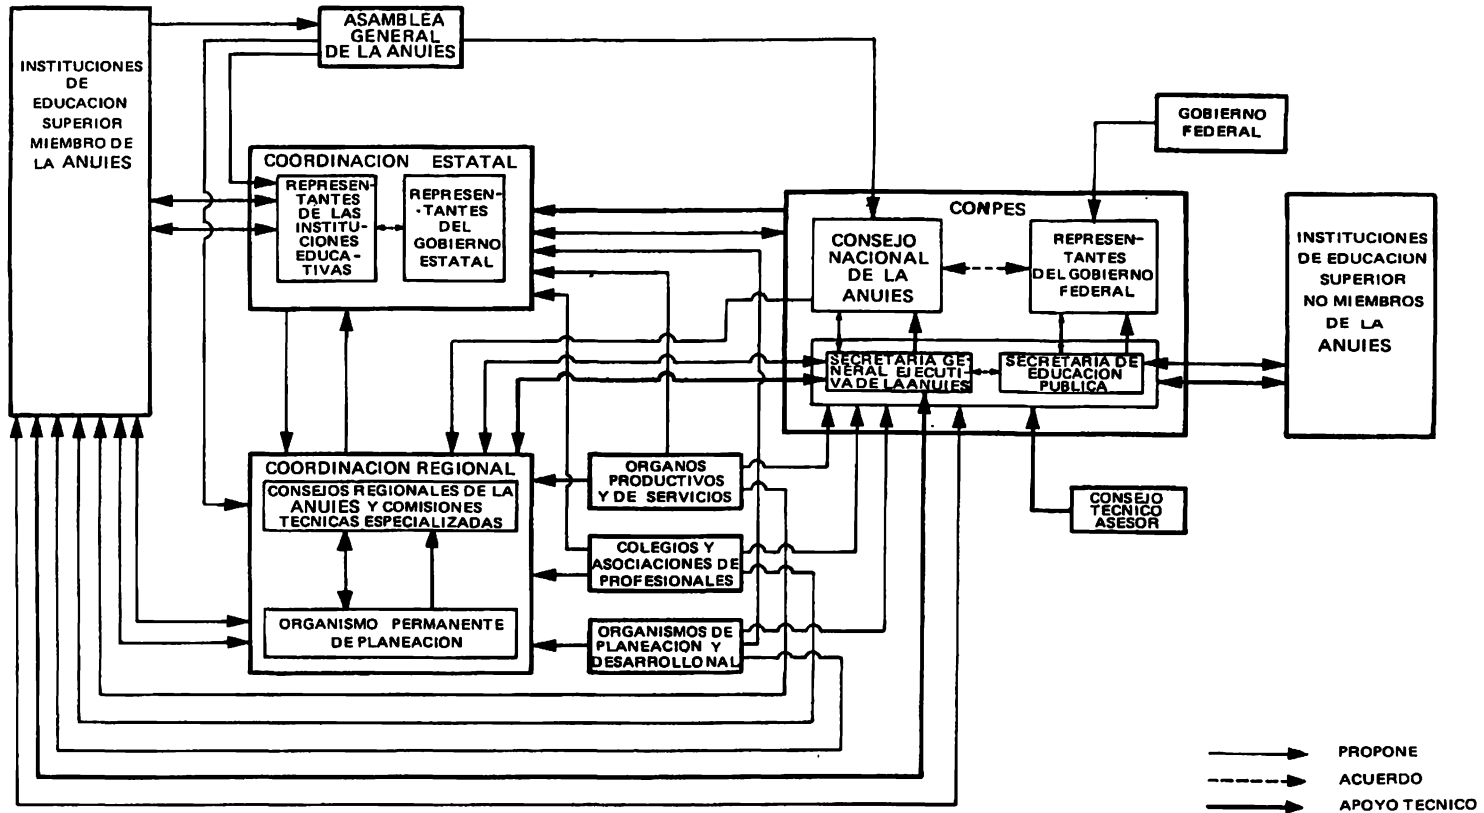 ASAMBLEA
GENERAL
DE LA ANUIES
INSTITUCIONES
DE
EDUCACION
SUPERIOR
MIEMBRO DE
LA ANUIES
GOBIERNO
FEDERAL
COORDINACION ESTATAL
REPRESEN-
TANTES
DE LAS
INSTITU-
CIONES
EDUCA-
TIVAS
REPRESEN-
TANTES
DEL
GOBIERNO
ESTATAL
CONPES
CONSEJO
NACIONAL
DE LA
ANUIES
REPRESEN-
TANTES
DEL GOBIERNO
FEDERAL
SECRETARIA GE-
NERAL EJECUTI-
VA DE LA ANUIES
SECRETARIA DE
EDUCACION
PUBLICA
INSTITUCIONES
DE EDUCACION
SUPERIOR
NO MIEMBROS
DE LA
ANUIES
COORDINACION REGIONAL
CONSEJOS REGIONALES DE LA
ANUIES Y COMISIONES
TECNICAS ESPECIALIZADAS
ORGANISMO PERMANENTE
DE PLANEACION
ORGANOS
PRODUCTIVOS
Y DE SERVICIOS
COLEGIOS Y
ASOCIACIONES DE
PROFESIONALES
ORGANISMOS DE
PLANEACION Y
DESARROLLO NAL
CONSEJO
TECNICO
ASESOR
PROPONE
ACUERDO
APOYO TECNICO